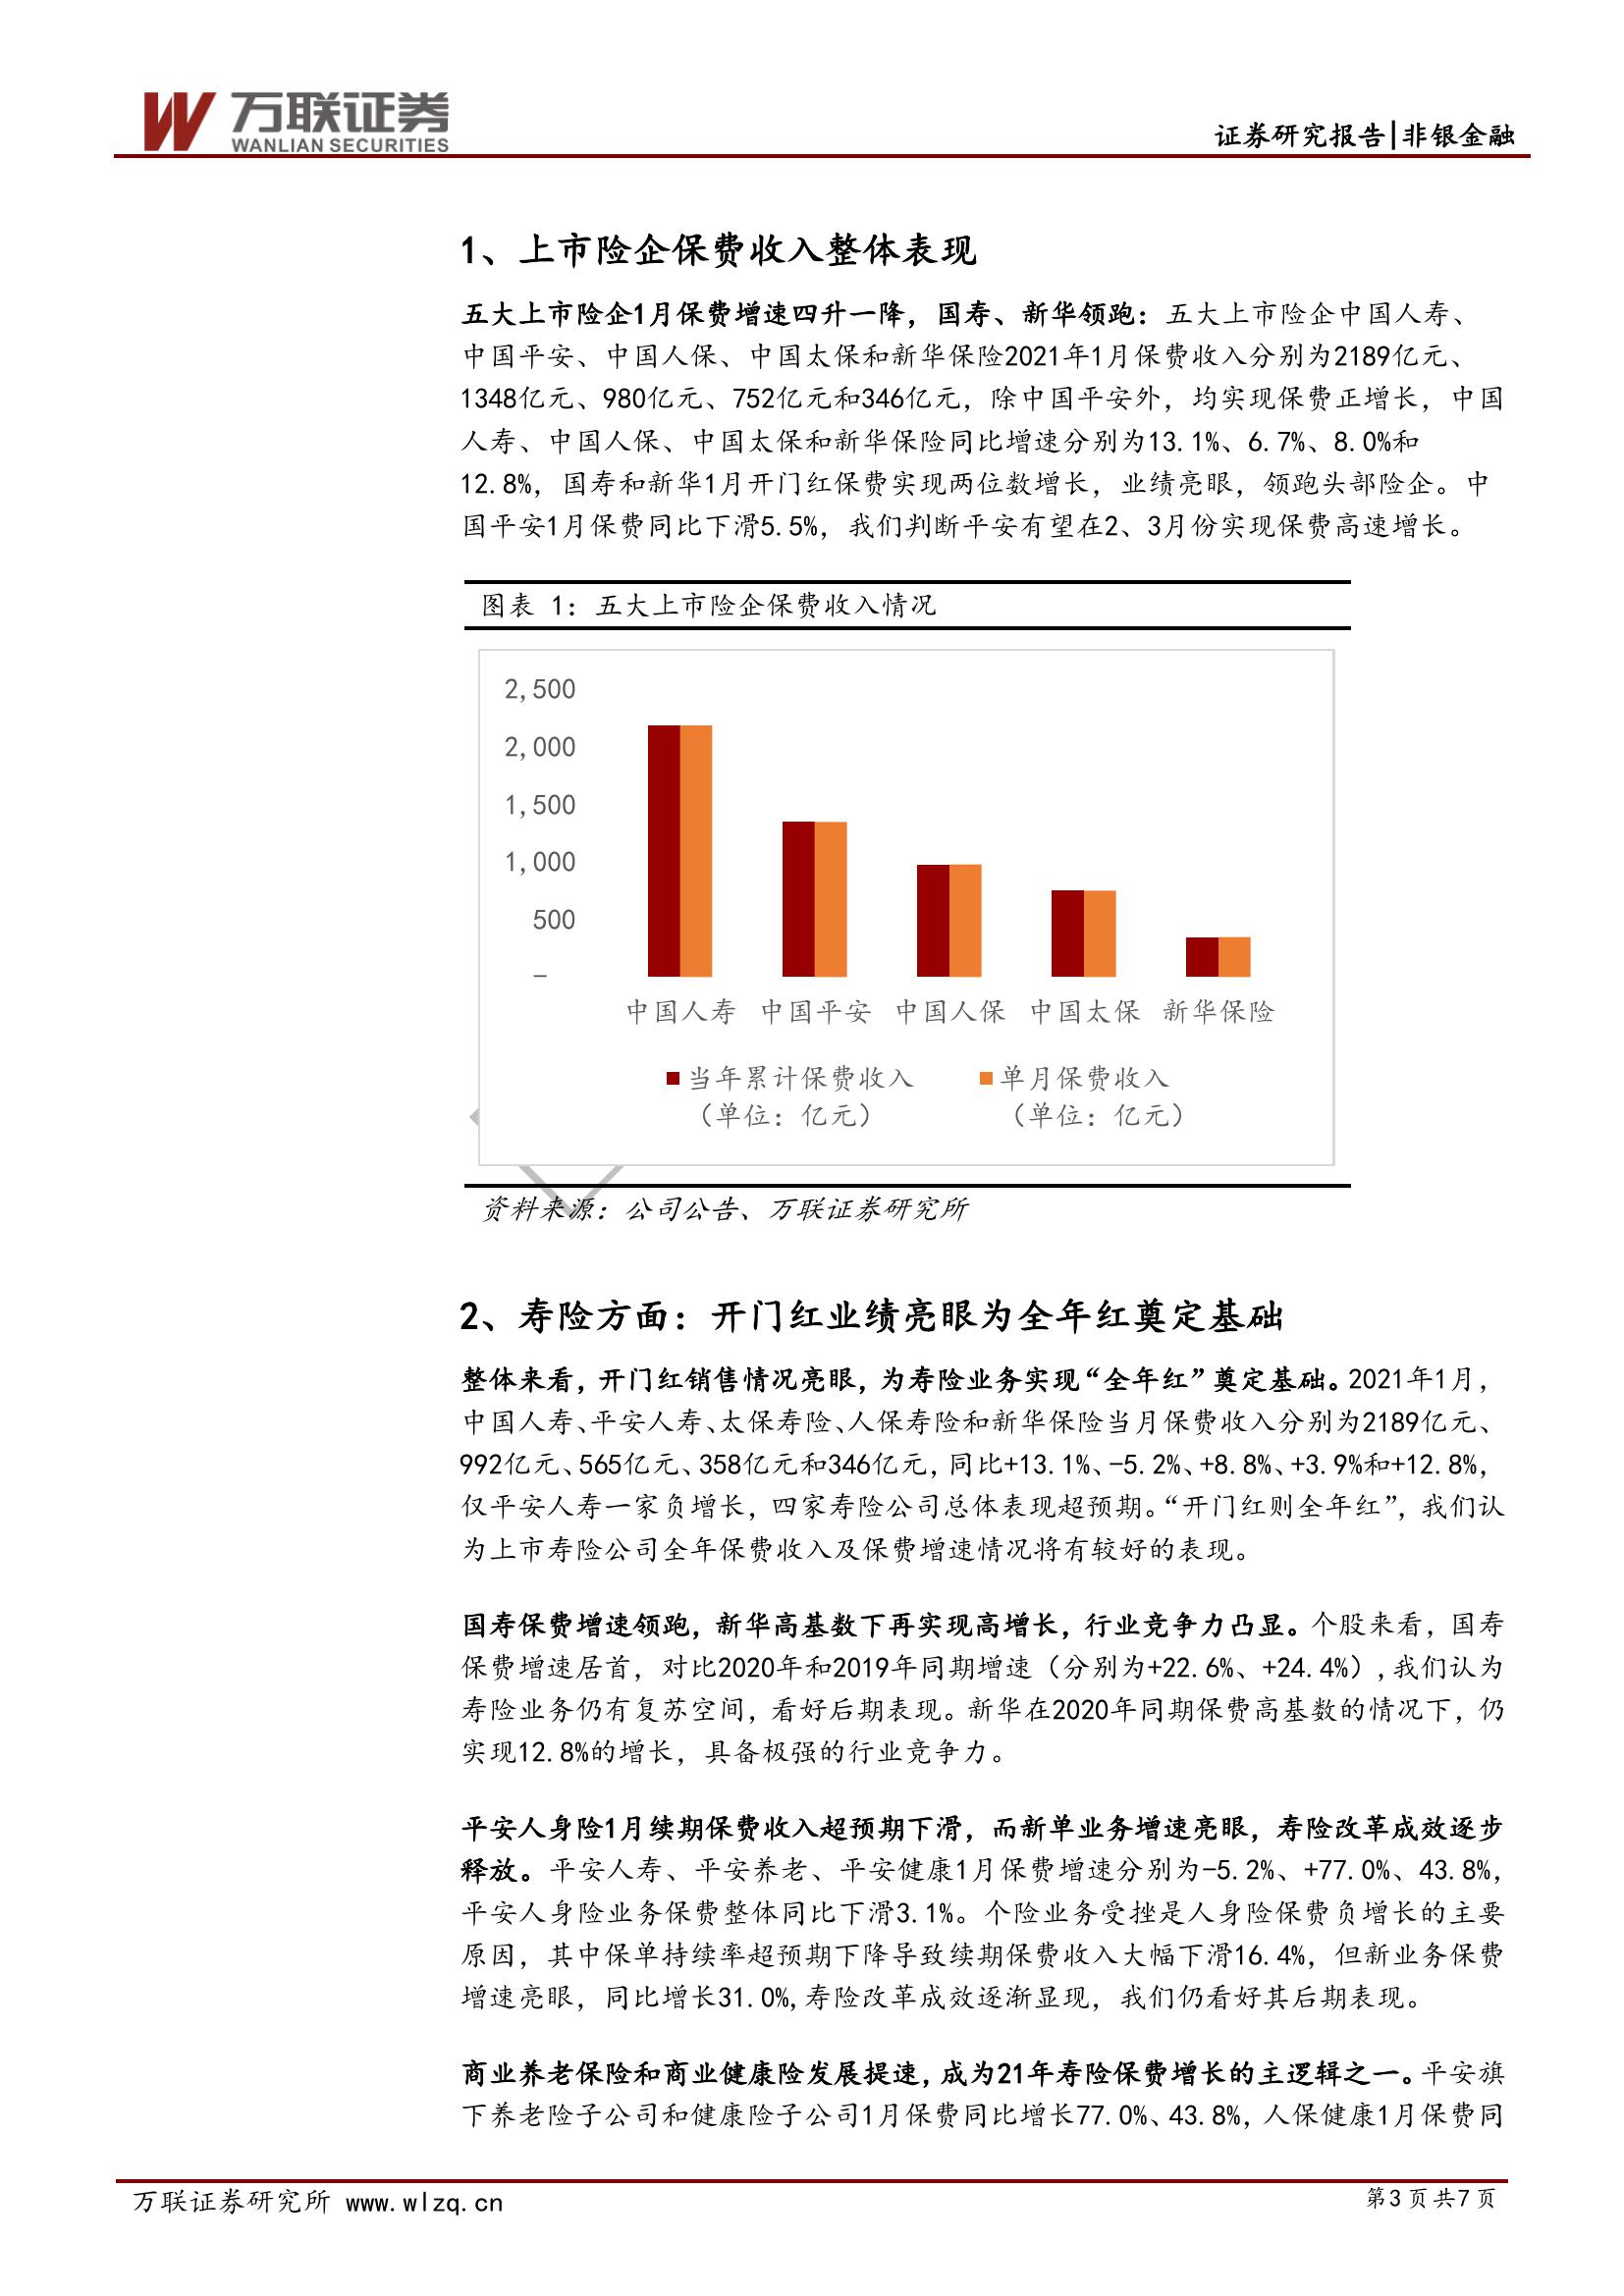 万联证券
WANLIAN SECURITIES
证券研究报告|非银金融
1、上市险企保费收入整体表现
五大上市险企1月保费增速四升一降，国寿、新华领跑：五大上市险企中国人寿、
中国平安、中国人保、中国太保和新华保险2021年1月保费收入分别为2189亿元、
1348亿元、980亿元、752亿元和346亿元，除中国平安外，均实现保费正增长，中国
人寿、中国人保、中国太保和新华保险同比增速分别为13.1%、6.7%、8.0%和
12.8%，国寿和新华1月开门红保费实现两位数增长，业绩亮眼，领跑头部险企。中
国平安1月保费同比下滑5.5%，我们判断平安有望在2、3月份实现保费高速增长。
图表 1：五大上市险企保费收入情况
2,500
2,000
1,500
1,000
500
–
中国人寿 中国平安 中国人保 中国太保 新华保险
当年累计保费收入 单月保费收入
（单位：亿元） （单位：亿元）
资料来源：公司公告、万联证券研究所
2、寿险方面：开门红业绩亮眼为全年红奠定基础
整体来看，开门红销售情况亮眼，为寿险业务实现“全年红”奠定基础。2021年1月，
中国人寿、平安人寿、太保寿险、人保寿险和新华保险当月保费收入分别为2189亿元、
992亿元、565亿元、358亿元和346亿元，同比+13.1%、-5.2%、+8.8%、+3.9%和+12.8%，
仅平安人寿一家负增长，四家寿险公司总体表现超预期。“开门红则全年红”，我们认
为上市寿险公司全年保费收入及保费增速情况将有较好的表现。
国寿保费增速领跑，新华高基数下再实现高增长，行业竞争力凸显。个股来看，国寿
保费增速居首，对比2020年和2019年同期增速（分别为+22.6%、+24.4%）,我们认为
寿险业务仍有复苏空间，看好后期表现。新华在2020年同期保费高基数的情况下，仍
实现12.8%的增长，具备极强的行业竞争力。
平安人身险1月续期保费收入超预期下滑，而新单业务增速亮眼，寿险改革成效逐步
释放。平安人寿、平安养老、平安健康1月保费增速分别为-5.2%、+77.0%、43.8%，
平安人身险业务保费整体同比下滑3.1%。个险业务受挫是人身险保费负增长的主要
原因，其中保单持续率超预期下降导致续期保费收入大幅下滑16.4%，但新业务保费
增速亮眼，同比增长31.0%,寿险改革成效逐渐显现，我们仍看好其后期表现。
商业养老保险和商业健康险发展提速，成为21年寿险保费增长的主逻辑之一。平安旗
下养老险子公司和健康险子公司1月保费同比增长77.0%、43.8%，人保健康1月保费同
万联证券研究所 www.wlzq.cn
第3页共7页